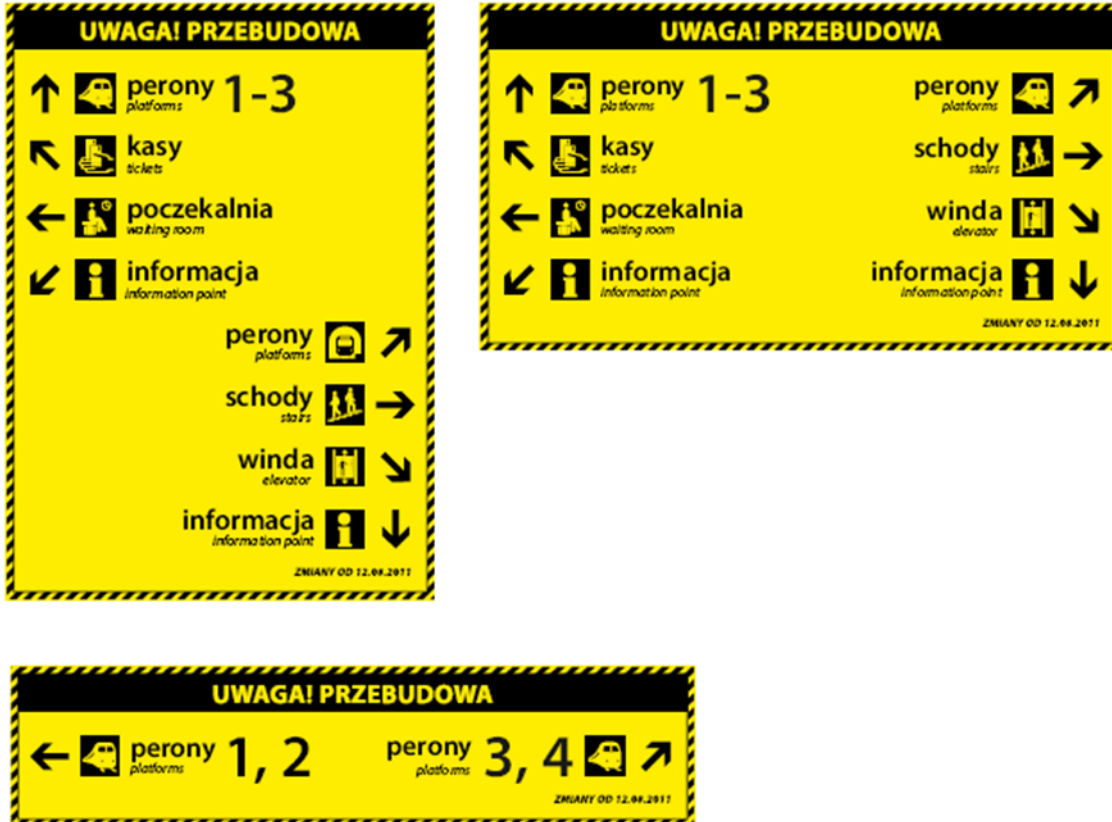 UWAGA! PRZEBUDOWA
perony 1-3
platforms
kasy
tickets
poczekalnia
waiting room
informacja
information point
perony
platforms
schody
stairs
winda
elevator
informacja
information point
ZMIANY OD 12.08.2011
UWAGA! PRZEBUDOWA
perony 1-3
platforms
kasy
tickets
poczekalnia
waiting room
informacja
information point
perony
platforms
schody
stairs
winda
elevator
informacja
information point
ZMIANY OD 12.08.2011
UWAGA! PRZEBUDOWA
perony 1, 2
platforms
perony 3, 4
platforms
ZMIANY OD 12.08.2011